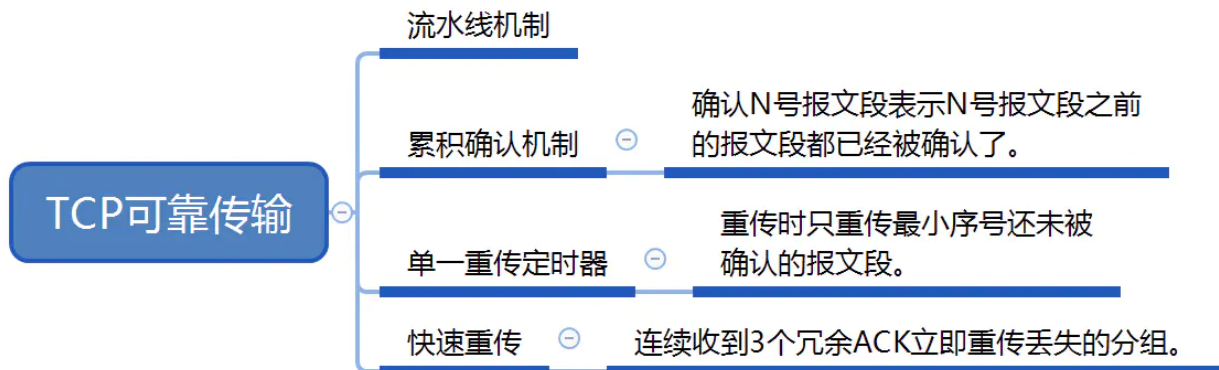 流水线机制
确认N号报文段表示N号报文段之前
的报文段都已经被确认了。
累积确认机制
TCP可靠传输
重传时只重传最小序号还未被
确认的报文段。
单一重传定时器
快速重传
连续收到3个冗余ACK立即重传丢失的分组。